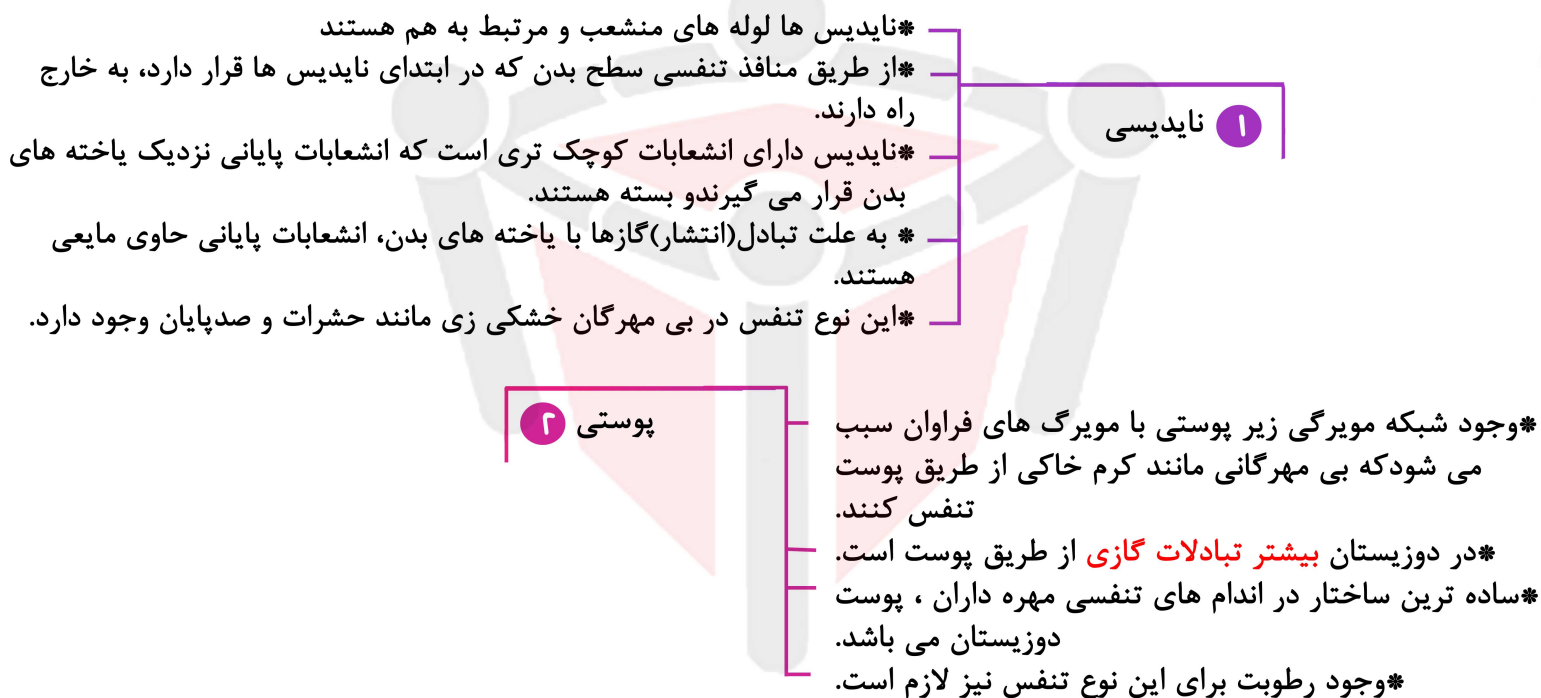 *نایدیس ها لوله های منشعب و مرتبط به هم هستند
*از طریق منافذ تنفسی سطح بدن که در ابتدای نایدیس ها قرار دارد، به خارج
راه دارند.
*نایدیس دارای انشعابات کوچک تری است که انشعابات پایانی نزدیک یاخته های
بدن قرار می گیرندو بسته هستند.
* به علت تبادل(انتشار)گازها با یاخته های بدن، انشعابات پایانی حاوی مایعی
هستند.
*این نوع تنفس در بی مهرگان خشکی زی مانند حشرات و صدپایان وجود دارد.
۱ نایدیسی
پوستی ۲
*وجود شبکه مویرگی زیر پوستی با مویرگ های فراوان سبب
می شودکه بی مهرگانی مانند کرم خاکی از طریق پوست
تنفس کنند.
*در دوزیستان بیشتر تبادلات گازی از طریق پوست است.
*ساده ترین ساختار در اندام های تنفسی مهره داران ، پوست
دوزیستان می باشد.
*وجود رطوبت برای این نوع تنفس نیز لازم است.